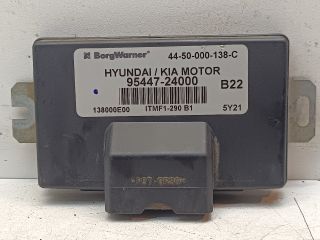 BorgWarner 44-50-000-138-C
HYUNDAI / KIA MOTOR
95447-24000 B22
138000E00 ITMF1-290 B1 5Y21